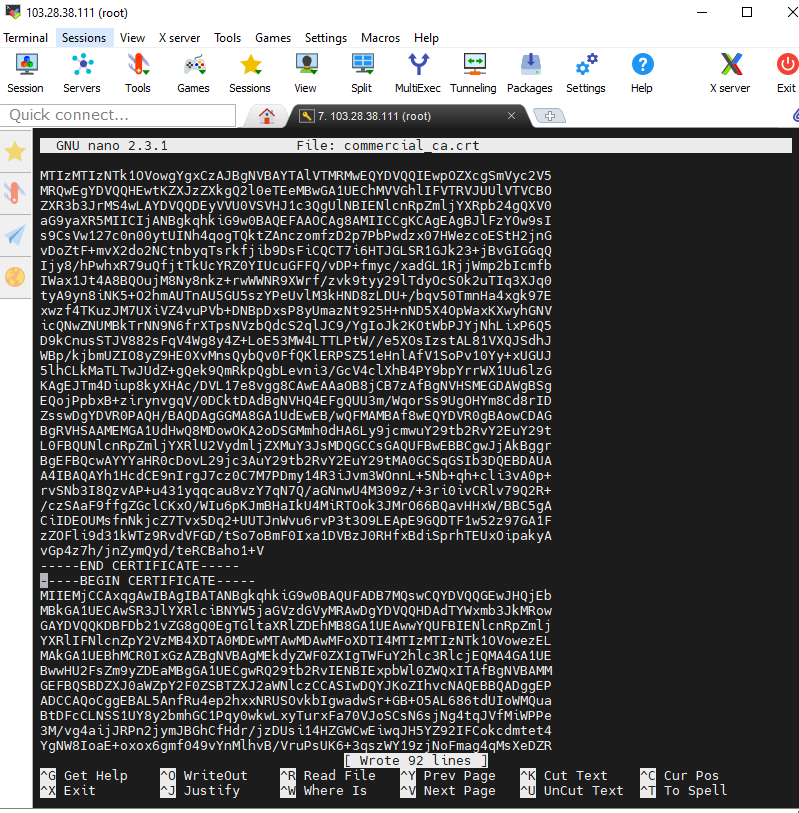 103.28.38.111 (root)
Terminal Sessions View X server Tools Games Settings Macros Help
Session Servers Tools Games Sessions View Split MultiExec Tunneling Packages Settings Help X server Exit
Quick connect...
7. 103.28.38.111 (root)
GNU nano 2.3.1 File: commercial_ca.crt
MTIzMTIzNTk1OVowgYgxCzAJBgNVBAYTAlVTMRMwEQYDVQQIEwpOZXcgSmVyc2V5
MRQwEgYDVQQHEwtKZXJzZXkgQ2l0eTEeMBwGA1UEChMVVGhlIFVTRVJUUlVTVCBO
ZXR3b3JrMS4wLAYDVQQDEyVVU0VSVHJ1c3QgUlNBIENlcnRpZmljYXRpb24gQXV0
aG9yaXR5MIICIjANBgkqhkiG9w0BAQEFAAOCAg8AMIICCgKCAgEAgBJlFzYOw9sI
s9CsVw127c0n00ytUINh4qogTQktZAnczomfzD2p7PbPwdzx07HWezcoEStH2jnG
vDoZtF+mvX2do2NCtnbyqTsrkfjib9DsFiCQCT7i6HTJGLSR1GJk23+jBvGIGGqQ
Ijy8/hPwhxR79uQfjtTkUcYRZ0YIUcuGFFQ/vDP+fmyc/xadGL1RjjWmp2bIcmfb
IWax1Jt4A8BQOujM8Ny8nkz+rwWWNR9XWrf/zvk9tyy29lTdyOcSOk2uTIq3XJq0
tyA9yn8iNK5+O2hmAUTnAU5GU5szYPeUvlM3kHND8zLDU+/bqv50TmnHa4xgk97E
xwzf4TKuzJM7UXiVZ4vuPVb+DNBpDxsP8yUmazNt925H+nND5X4OpWaxKXwyhGNV
icQNwZNUMBkTrNN9N6frXTpsNVzbQdcS2qlJC9/YgIoJk2KOtWbPJYjNhLixP6Q5
D9kCnusSTJV882sFqV4Wg8y4Z+LoE53MW4LTTLPtW//e5XOsIzstAL81VXQJSdhJ
WBp/kjbmUZIO8yZ9HE0XvMnsQybQv0FfQKlERPSZ51eHnlAfV1SoPv10Yy+xUGUJ
5lhCLkMaTLTwJUdZ+gQek9QmRkpQgbLevni3/GcV4clXhB4PY9bpYrrWX1Uu6lzG
KAgEJTm4Diup8kyXHAc/DVL17e8vgg8CAwEAAaOB8jCB7zAfBgNVHSMEGDAWgBSg
EQojPpbxB+zirynvgqV/0DCktDAdBgNVHQ4EFgQUU3m/WqorSs9UgOHYm8Cd8rID
ZsswDgYDVR0PAQH/BAQDAgGGMA8GA1UdEwEB/wQFMAMBAf8wEQYDVR0gBAowCDAG
BgRVHSAAMEMGA1UdHwQ8MDowOKA2oDSGMmh0dHA6Ly9jcmwuY29tb2RvY2EuY29t
L0FBQUNlcnRpZmljYXRlU2VydmljZXMuY3JsMDQGCCsGAQUFBwEBBCgwJjAkBggr
BgEFBQcwAYYYaHR0cDovL29jc3AuY29tb2RvY2EuY29tMA0GCSqGSIb3DQEBDAUA
A4IBAQAYh1HcdCE9nIrgJ7cz0C7M7PDmy14R3iJvm3WOnnL+5Nb+qh+cli3vA0p+
rvSNb3I8QzvAP+u431yqqcau8vzY7qN7Q/aGNnwU4M309z/+3ri0ivCRlv79Q2R+
/czSAaF9ffgZGclCKxO/WIu6pKJmBHaIkU4MiRTOok3JMrO66BQavHHxW/BBC5gA
CiIDEOUMsfnNkjcZ7Tvx5Dq2+UUTJnWvu6rvP3t3O9LEApE9GQDTF1w52z97GA1F
zZOFli9d31kWTz9RvdVFGD/tSo7oBmF0Ixa1DVBzJ0RHfxBdiSprhTEUxOipakyA
vGp4z7h/jnZymQyd/teRCBaho1+V
-----END CERTIFICATE-----
-----BEGIN CERTIFICATE-----
MIIEMjCCAxqgAwIBAgIBATANBgkqhkiG9w0BAQUFADB7MQswCQYDVQQGEwJHQjEb
MBkGA1UECAwSR3JlYXRlciBNYW5jaGVzdGVyMRAwDgYDVQQHDAdTYWxmb3JkMRow
GAYDVQQKDBFDb21vZG8gQ0EgTGltaXRlZDEhMB8GA1UEAwwYQUFBIENlcnRpZmlj
YXRlIFNlcnZpY2VzMB4XDTA0MDEwMTAwMDAwMFoXDTI4MTIzMTIzNTk1OVowezEL
MAkGA1UEBhMCR0IxGzAZBgNVBAgMEkdyZWF0ZXIgTWFuY2hlc3RlcjEQMA4GA1UE
BwwHU2FsZm9yZDEaMBgGA1UECgwRQ29tb2RvIENBIExpbWl0ZWQxITAfBgNVBAMM
GEFBQSBDZXJ0aWZpY2F0ZSBTZXJ2aWNlczCCASIwDQYJKoZIhvcNAQEBBQADggEP
ADCCAQoCggEBAL5AnfRu4ep2hxxNRUSOvkbIgwadwSr+GB+O5AL686tdUIoWMQua
BtDFcCLNSS1UY8y2bmhGC1Pqy0wkwLxyTurxFa70VJoSCsN6sjNg4tqJVfMiWPPe
3M/vg4aijJRPn2jymJBGhCfHdr/jzDUsi14HZGWCwEiwqJH5YZ92IFCokcdmtet4
YgNW8IoaE+oxox6gmf049vYnMlhvB/VruPsUK6+3qszWY19zjNoFmag4qMsXeDZR
[ Wrote 92 lines ]
^G Get Help ^O WriteOut ^R Read File ^Y Prev Page ^K Cut Text ^C Cur Pos
^X Exit ^J Justify ^W Where Is ^V Next Page ^U UnCut Text ^T To Spell